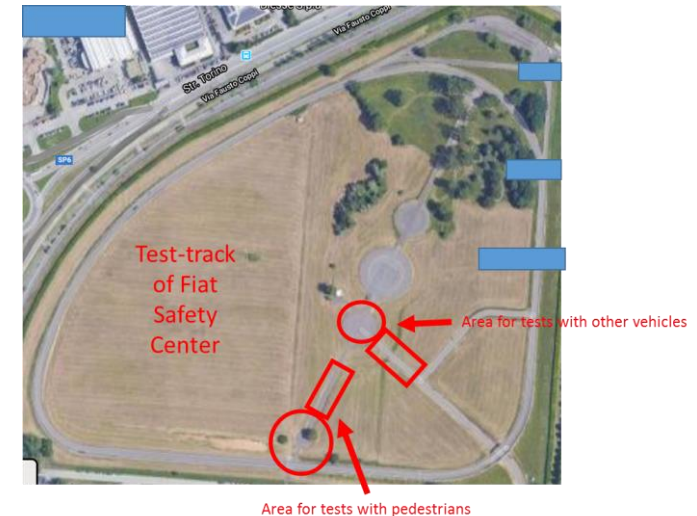 Str. Torino
Via Fausto Coppi
Via Fausto Coppi
SP6
Test-track
of Fiat
Safety
Center
Area for tests with other vehicles
Area for tests with pedestrians